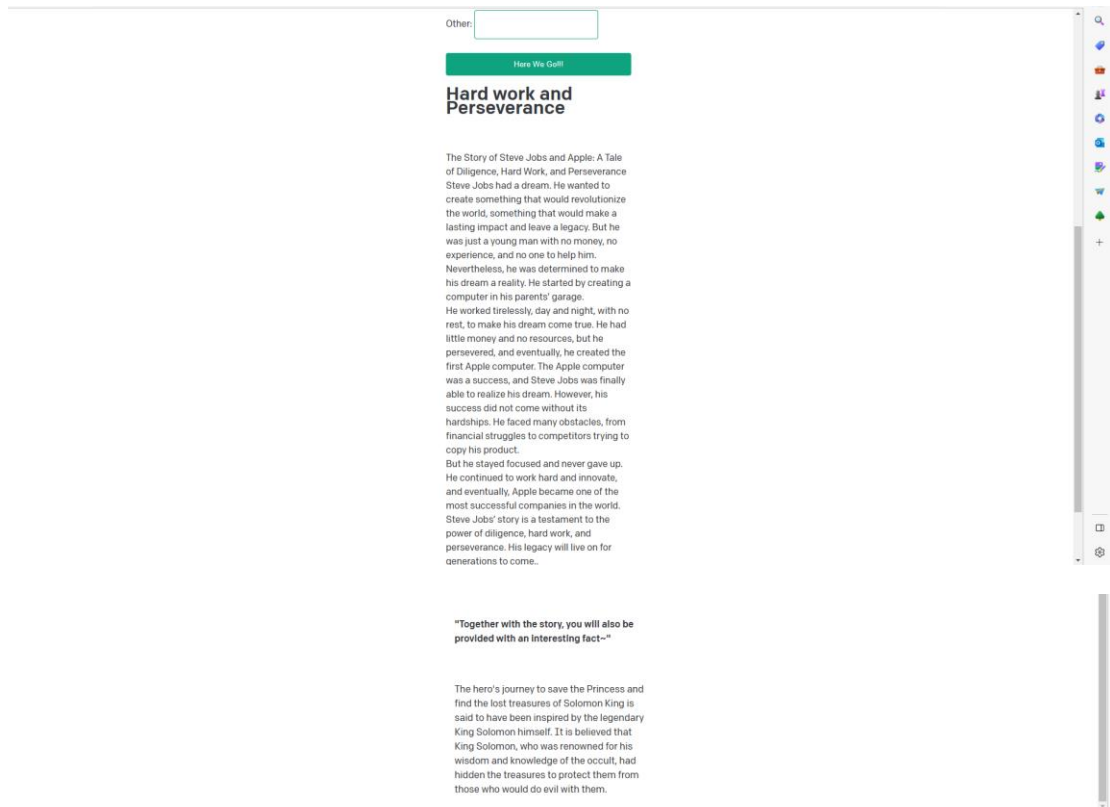 Other:
Here We Go!!!
Hard work and
Perseverance
The Story of Steve Jobs and Apple: A Tale
of Diligence, Hard Work, and Perseverance
Steve Jobs had a dream. He wanted to
create something that would revolutionize
the world, something that would make a
lasting impact and leave a legacy. But he
was just a young man with no money, no
experience, and no one to help him.
Nevertheless, he was determined to make
his dream a reality. He started by creating a
computer in his parents' garage.
He worked tirelessly, day and night, with no
rest, to make his dream come true. He had
little money and no resources, but he
persevered, and eventually, he created the
first Apple computer. The Apple computer
was a success, and Steve Jobs was finally
able to realize his dream. However, his
success did not come without its
hardships. He faced many obstacles, from
financial struggles to competitors trying to
copy his product.
But he stayed focused and never gave up.
He continued to work hard and innovate,
and eventually, Apple became one of the
most successful companies in the world.
Steve Jobs' story is a testament to the
power of diligence, hard work, and
perseverance. His legacy will live on for
generations to come..
"Together with the story, you will also be
provided with an interesting fact~"
The hero's journey to save the Princess and
find the lost treasures of Solomon King is
said to have been inspired by the legendary
King Solomon himself. It is believed that
King Solomon, who was renowned for his
wisdom and knowledge of the occult, had
hidden the treasures to protect them from
those who would do evil with them.